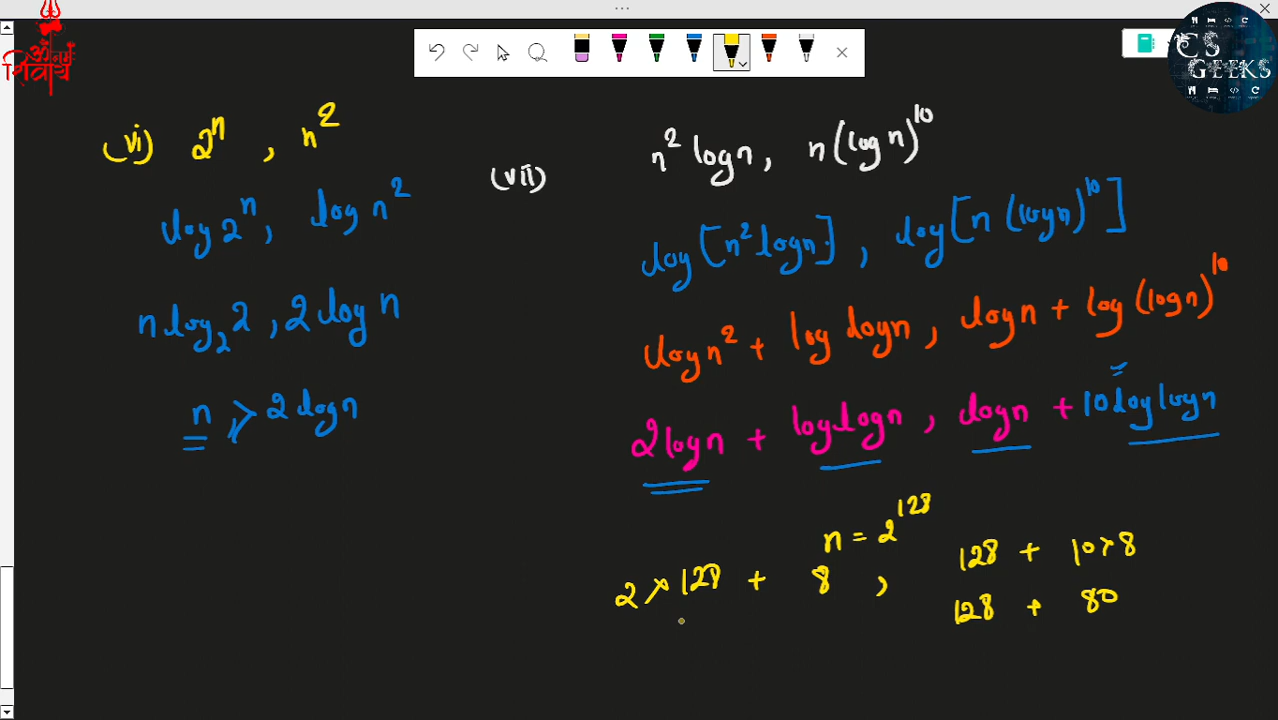 ॐ नमः
शिवाय
CS
GEEKS
(vi) 2^n , n^2
log 2^n , log n^2
n log_2 2 , 2 log n
n > 2 log n
(vii) n^2 log n, n(log n)^10
log [n^2 log n] , log [n (log n)^10]
log n^2 + log log n , log n + log (log n)^10
2 log n + log log n , log n + 10 log log n
n = 2^128
2 × 128 + 8 , 128 + 10 × 8
128 + 80